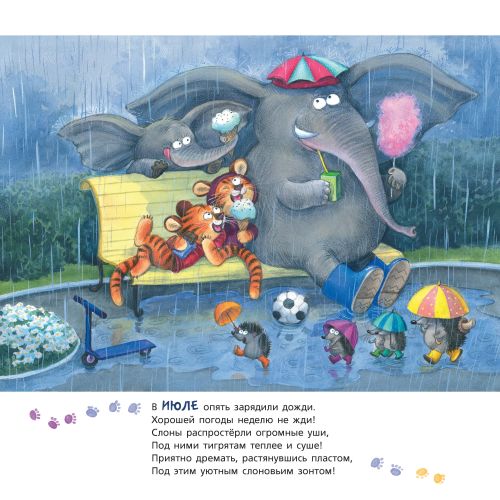 В ИЮЛЕ опять зарядили дожди.
Хорошей погоды неделю не жди!
Слоны распростёрли огромные уши,
Под ними тигрятам теплее и суше!
Приятно дремать, растянувшись пластом,
Под этим уютным слоновьим зонтом!